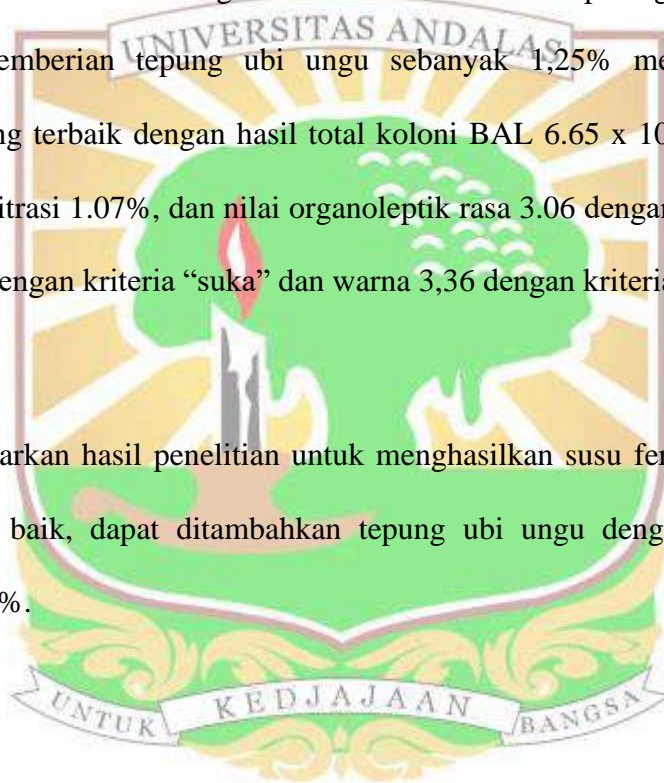 UNIVERSITAS ANDALAS
emberian tepung ubi ungu sebanyak 1,25% me
ng terbaik dengan hasil total koloni BAL 6.65 x 10
itrasi 1.07%, dan nilai organoleptik rasa 3.06 dengan
dengan kriteria “suka” dan warna 3,36 dengan kriteria
arkan hasil penelitian untuk menghasilkan susu fer
baik, dapat ditambahkan tepung ubi ungu deng
%.
UNTUK KEDJAJAAN BANGSA